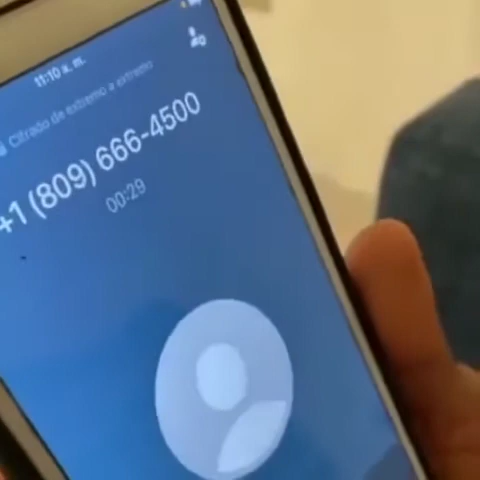 11:10 a. m.
Cifrado de extremo a extremo
+1 (809) 666-4500
00:29